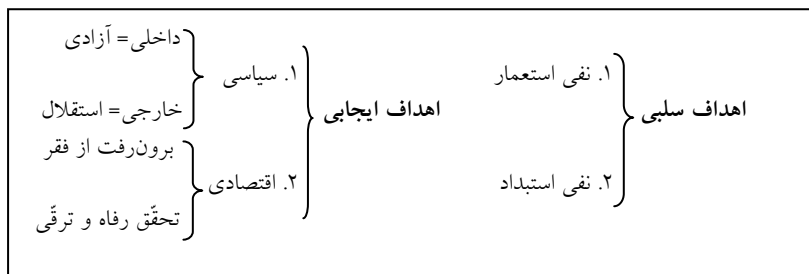 اهداف سلبی
۱. نفی استعمار
۲. نفی استبداد
اهداف ایجابی
۱. سیاسی
داخلی= آزادی
خارجی= استقلال
۲. اقتصادی
برون‌رفت از فقر
تحقّق رفاه و ترقّی